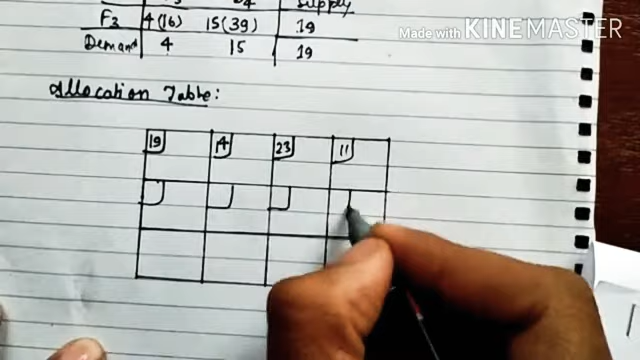 Supply
Made with KINEMASTER
F3 4(16) 15(39) 19
Demand 4 15 19
Allocation Table:
19 14 23 11